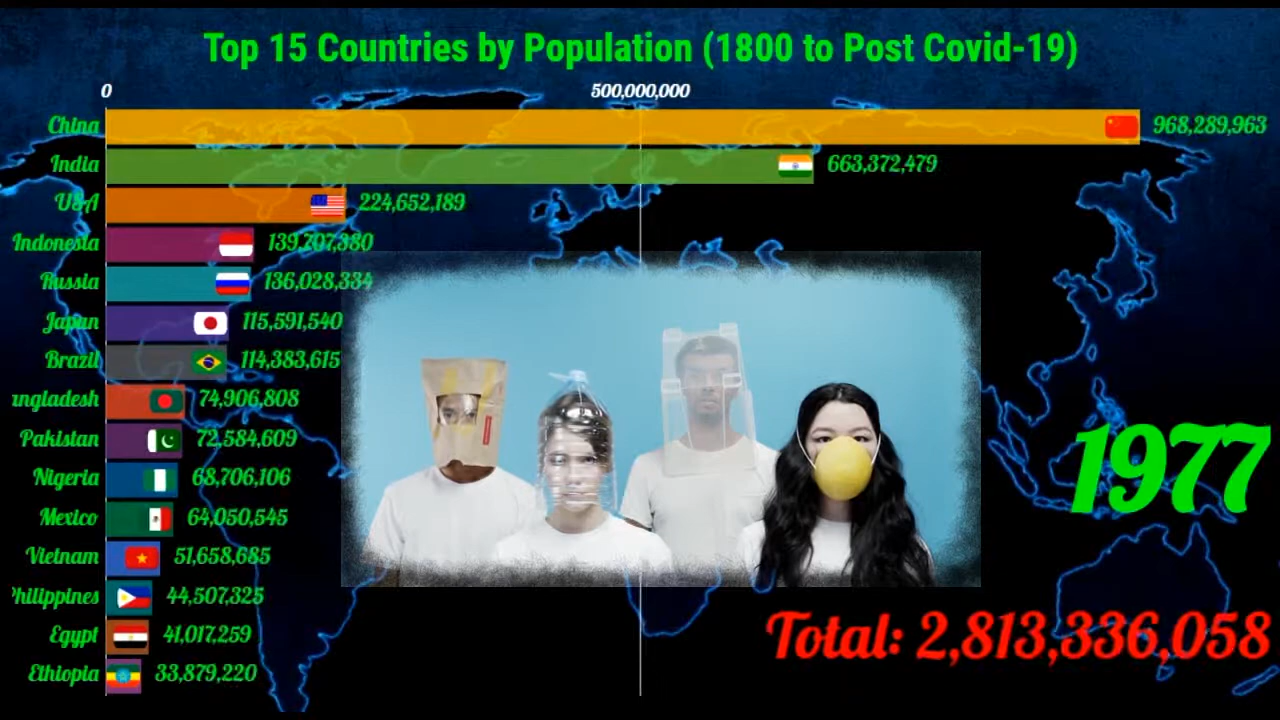 Top 15 Countries by Population (1800 to Post Covid-19)
0 500,000,000
China 968,289,963
India 663,372,479
USA 224,652,189
Indonesia 139,707,380
Russia 136,028,334
Japan 115,591,540
Brazil 114,383,615
ngladesh 74,906,808
Pakistan 72,584,609
Nigeria 68,706,106
Mexico 64,050,545
Vietnam 51,658,685
hilippines 44,507,325
Egypt 41,017,259
Ethiopia 33,879,220
1977
Total: 2,813,336,058